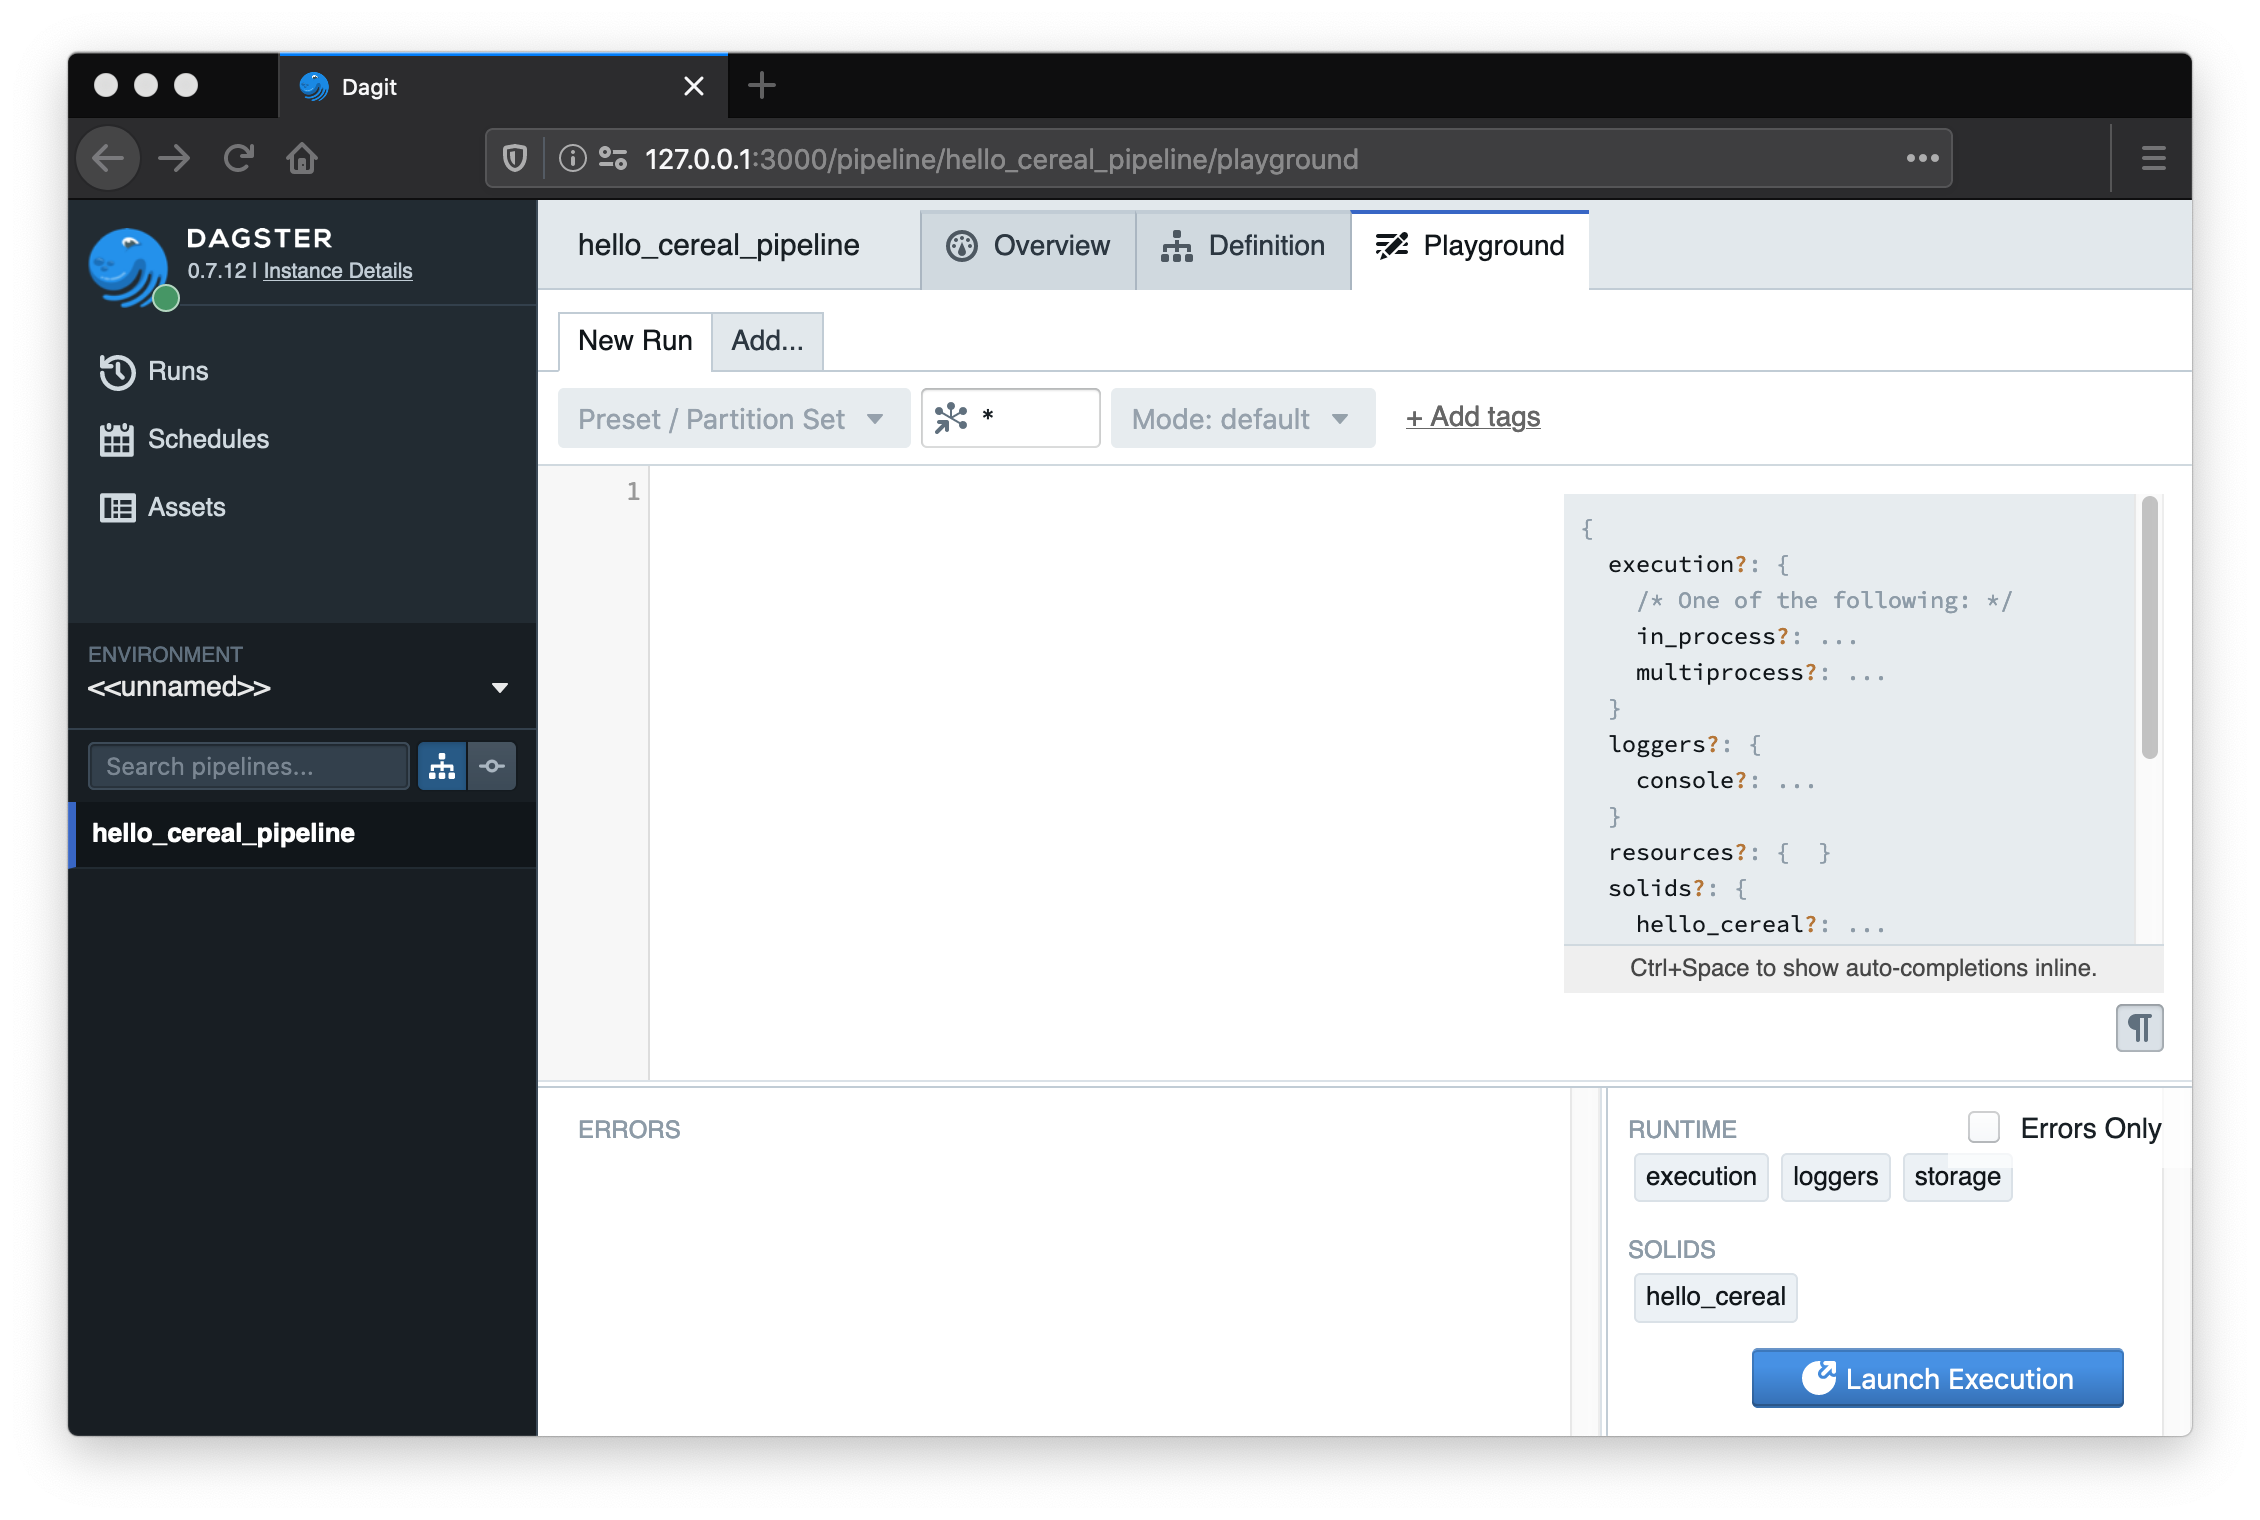 Dagit
127.0.0.1:3000/pipeline/hello_cereal_pipeline/playground
DAGSTER
0.7.12 | Instance Details
Runs
Schedules
Assets
ENVIRONMENT
<<unnamed>>
Search pipelines...
hello_cereal_pipeline
hello_cereal_pipeline
Overview
Definition
Playground
New Run
Add...
Preset / Partition Set
*
Mode: default
+ Add tags
1
{
execution?: {
/* One of the following: */
in_process?: ...
multiprocess?: ...
}
loggers?: {
console?: ...
}
resources?: { }
solids?: {
hello_cereal?: ...
Ctrl+Space to show auto-completions inline.
¶
ERRORS
RUNTIME
Errors Only
execution loggers storage
SOLIDS
hello_cereal
Launch Execution